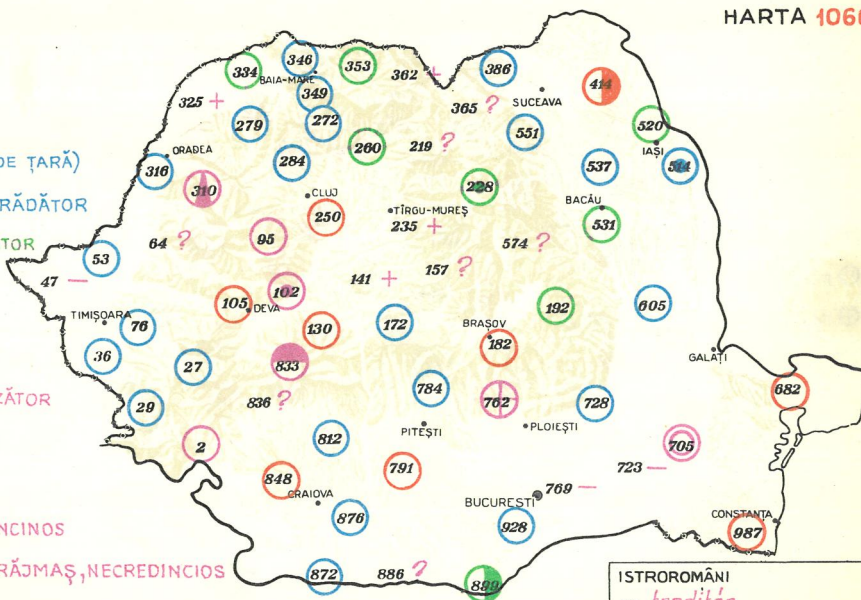 HARTA 1060
346
353
334
362 +
386
BAIA-MARE
349
414
325 +
365 ?
SUCEAVA
279
272
551
520
219 ?
IAȘI
260
ORADEA
DE ȚARĂ)
316
284
537
514
310
228
RĂDĂTOR
CLUJ
BACĂU
250
TÎRGU-MUREȘ
235 +
531
TOR
64 ?
95
574 ?
53
157 ?
47 —
141 +
102
105
DEVA
192
605
TIMIȘOARA
76
130
172
BRAȘOV
182
36
GALAȚI
27
833
784
682
ZĂTOR
29
836 ?
762
728
PITEȘTI
PLOIEȘTI
2
812
705
723 —
791
848
CRAIOVA
769 —
BUCUREȘTI
876
928
CONSTANȚA
NCINOS
987
RĂJMAȘ, NECREDINCIOS
872
886 ?
899
ISTROROMÂNI